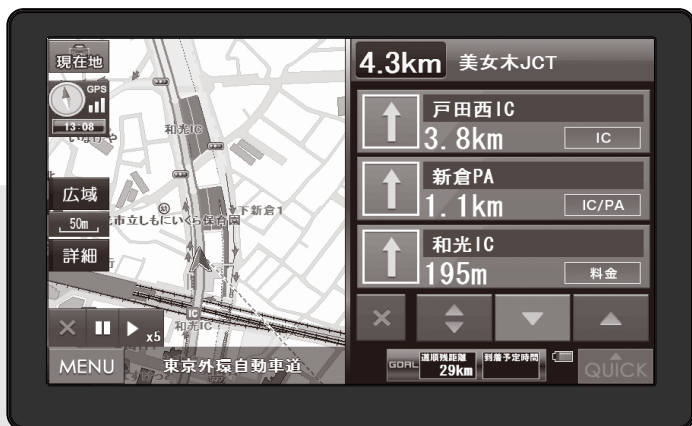 現在地
GPS
13:08
和光IC
広域
50m
市立しもにいくら保育園
下新倉1
詳細
IC
和光IC
x5
MENU
東京外環自動車道
4.3km 美女木JCT
戸田西IC
3.8km IC
新倉PA
1.1km IC/PA
和光IC
195m 料金
GOAL 道順残距離 29km 到着予定時間
QUICK